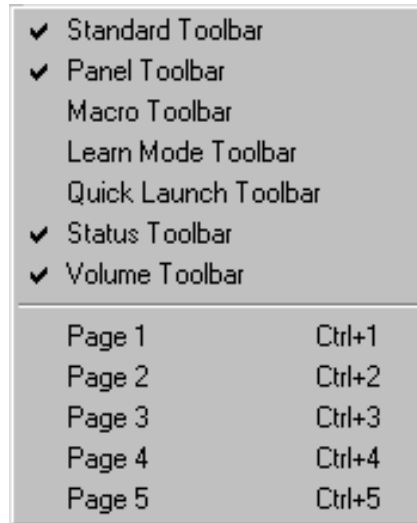 Standard Toolbar
Panel Toolbar
Macro Toolbar
Learn Mode Toolbar
Quick Launch Toolbar
Status Toolbar
Volume Toolbar
Page 1 Ctrl+1
Page 2 Ctrl+2
Page 3 Ctrl+3
Page 4 Ctrl+4
Page 5 Ctrl+5